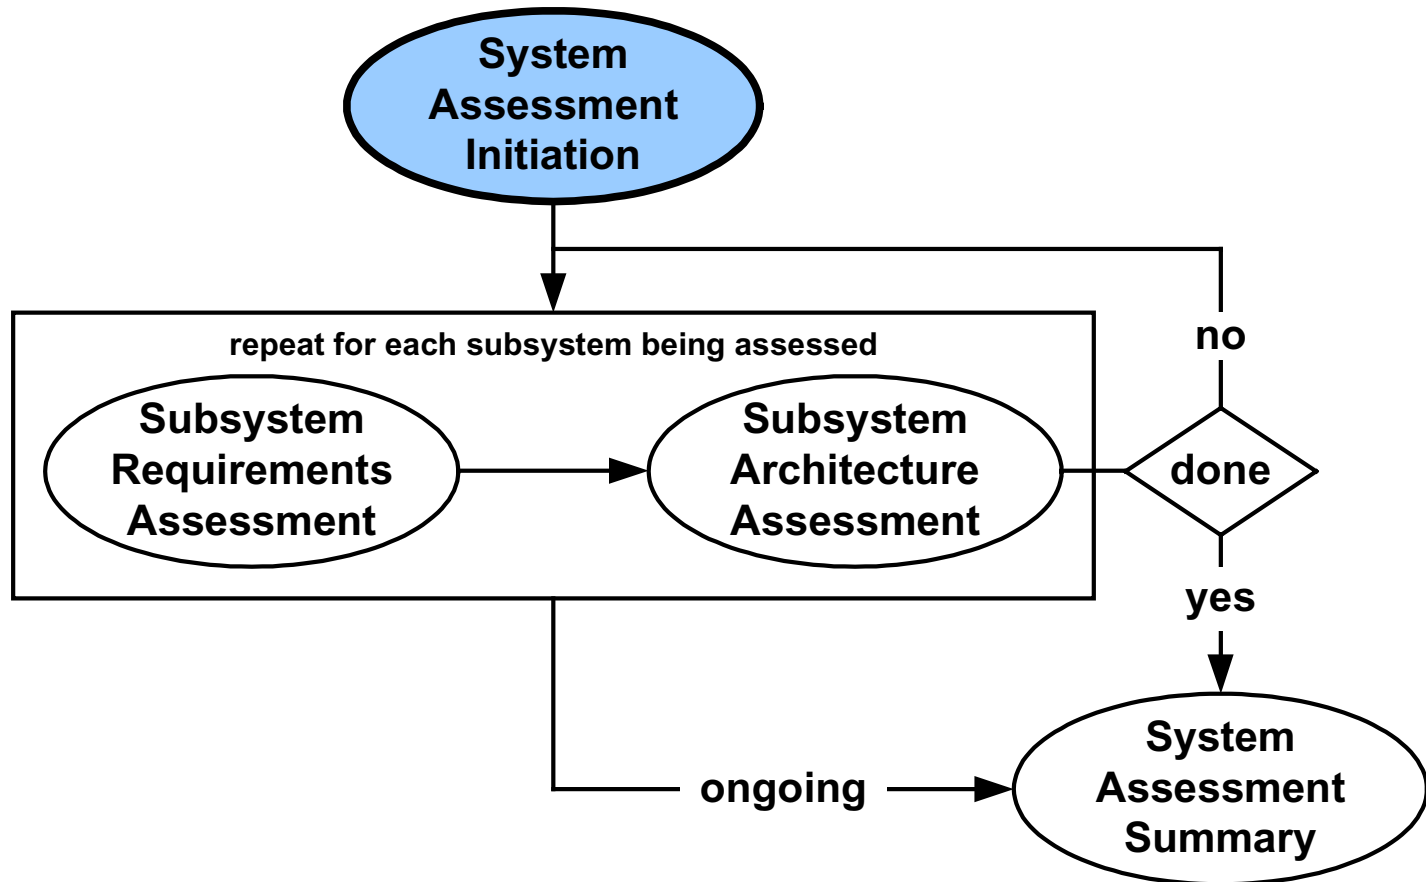 System
Assessment
Initiation
repeat for each subsystem being assessed
Subsystem
Requirements
Assessment
Subsystem
Architecture
Assessment
no
done
yes
ongoing
System
Assessment
Summary